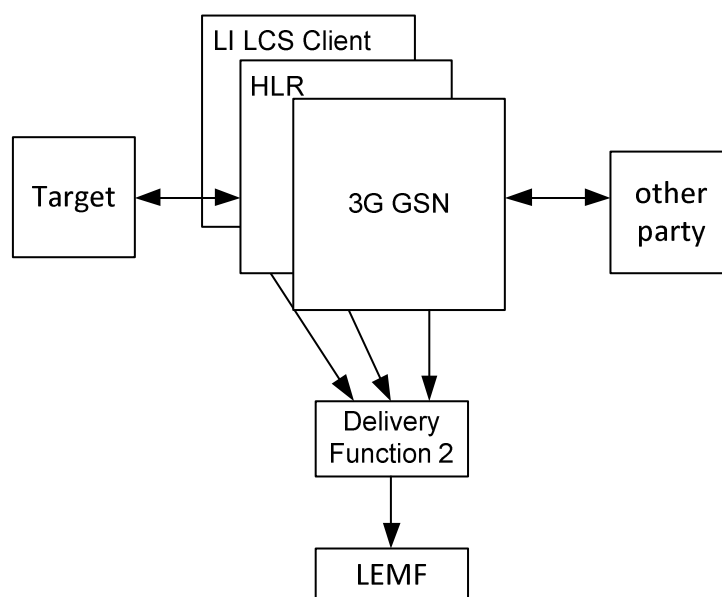 LI LCS Client
HLR
Target
3G GSN
other
party
Delivery
Function 2
LEMF